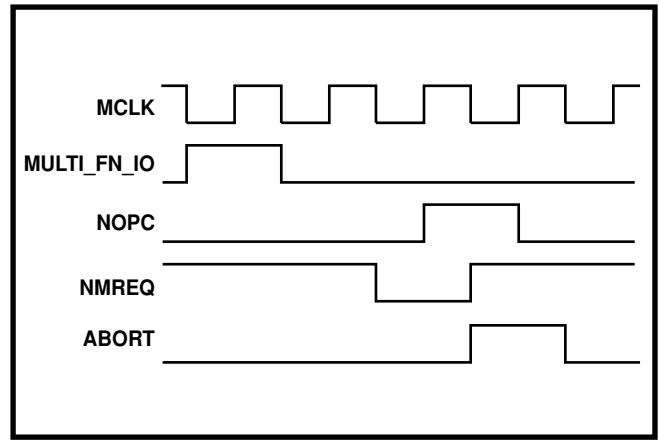 MCLK
MULTI_FN_IO
NOPC
NMREQ
ABORT